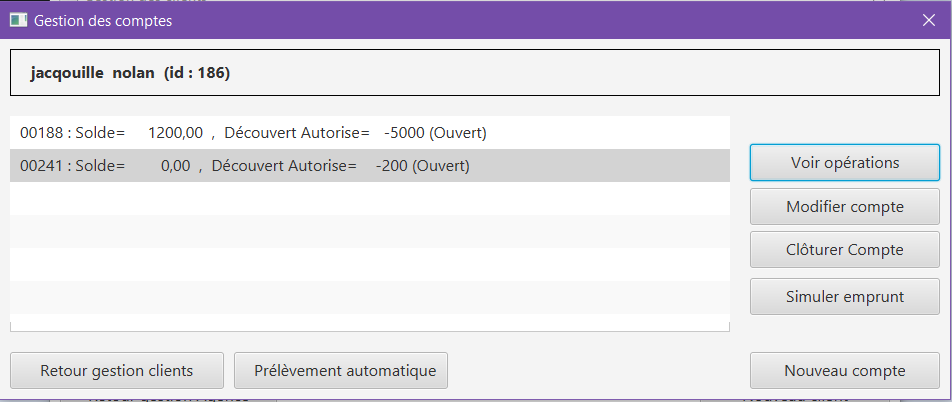 Gestion des comptes
jacqouille nolan (id : 186)
00188 : Solde= 1200,00 , Découvert Autorise= -5000 (Ouvert)
00241 : Solde= 0,00 , Découvert Autorise= -200 (Ouvert)
Voir opérations
Modifier compte
Clôturer Compte
Simuler emprunt
Retour gestion clients
Prélèvement automatique
Nouveau compte